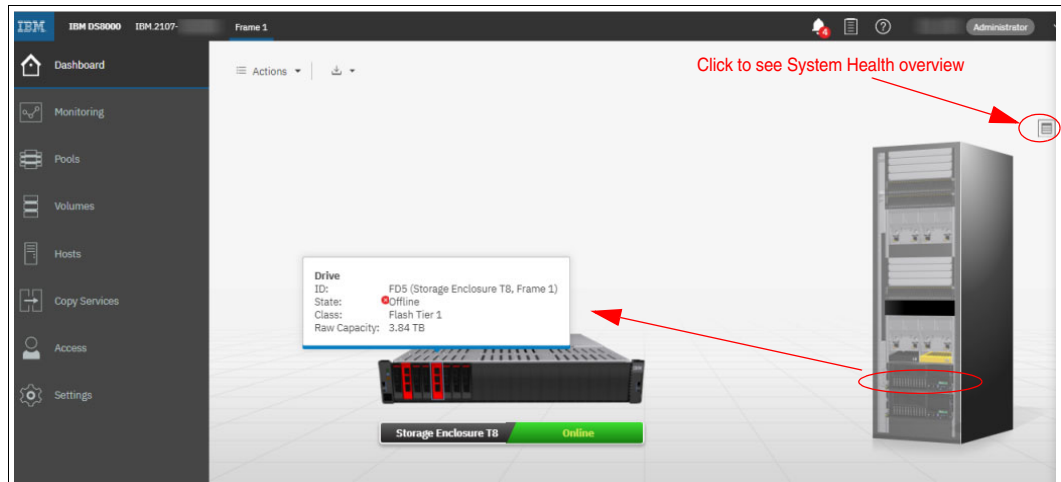 IBM IBM DS8000 IBM.2107- Frame 1 4 Administrator
Dashboard
Actions
Click to see System Health overview
Monitoring
Pools
Volumes
Hosts
Drive
ID: FD5 (Storage Enclosure T8, Frame 1)
State: Offline
Class: Flash Tier 1
Raw Capacity: 3.84 TB
Copy Services
Access
Settings
Storage Enclosure T8 Online